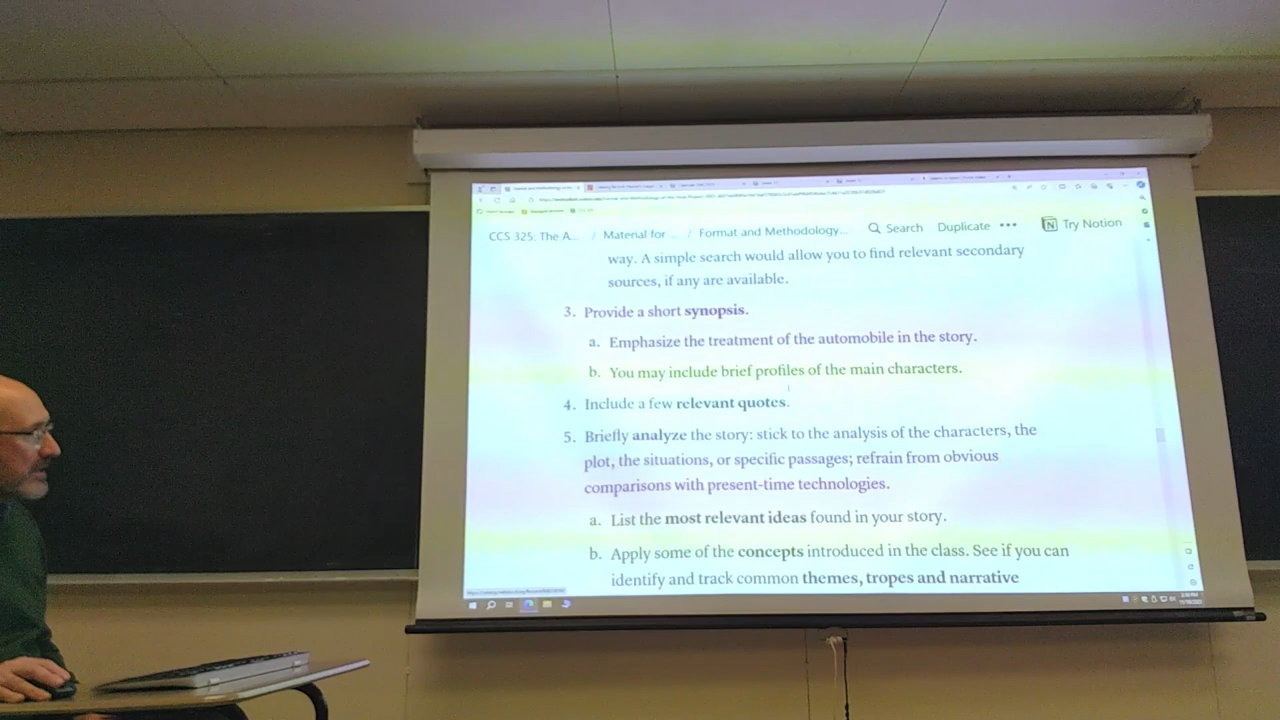 CCS 325: The A... / Material for ... / Format and Methodology... Search Duplicate ••• Try Notion
way. A simple search would allow you to find relevant secondary
sources, if any are available.
3. Provide a short synopsis.
a. Emphasize the treatment of the automobile in the story.
b. You may include brief profiles of the main characters.
4. Include a few relevant quotes.
5. Briefly analyze the story: stick to the analysis of the characters, the
plot, the situations, or specific passages; refrain from obvious
comparisons with present-time technologies.
a. List the most relevant ideas found in your story.
b. Apply some of the concepts introduced in the class. See if you can
identify and track common themes, tropes and narrative